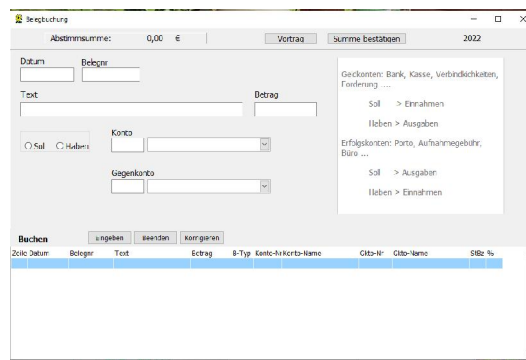 Belegbuchung
Abstimmsumme: 0,00 € Vortrag Summe bestätigen 2022
Datum Belegnr
Text Betrag
Soll Haben
Konto
Gegenkonto
Geldkonten: Bank, Kasse, Verbindlichkeiten,
Forderung ....
Soll > Einnahmen
Haben > Ausgaben
Erfolgskonten: Porto, Aufnahmegebühr,
Büro ...
Soll > Ausgaben
Haben > Einnahmen
Buchen Eingeben Beenden Korrigieren
Zeile Datum Belegnr Text Betrag B-Typ Konto-Nr Konto-Name Gkto-Nr Gkto-Name StBz %